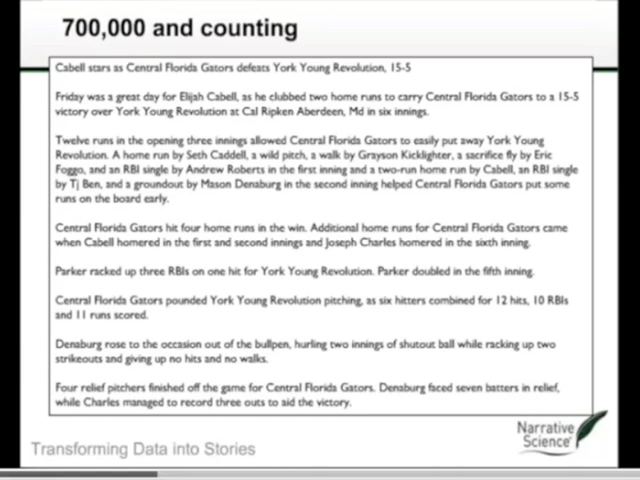 700,000 and counting
Cabell stars as Central Florida Gators defeats York Young Revolution, 15-5
Friday was a great day for Elijah Cabell, as he clubbed two home runs to carry Central Florida Gators to a 15-5
victory over York Young Revolution at Cal Ripken Aberdeen, Md in six innings.
Twelve runs in the opening three innings allowed Central Florida Gators to easily put away York Young
Revolution. A home run by Seth Caddell, a wild pitch, a walk by Grayson Kicklighter, a sacrifice fly by Eric
Foggo, and an RBI single by Andrew Roberts in the first inning and a two-run home run by Cabell, an RBI single
by Tj Ben, and a groundout by Mason Denaburg in the second inning helped Central Florida Gators put some
runs on the board early.
Central Florida Gators hit four home runs in the win. Additional home runs for Central Florida Gators came
when Cabell homered in the first and second innings and Joseph Charles homered in the sixth inning.
Parker racked up three RBIs on one hit for York Young Revolution. Parker doubled in the fifth inning.
Central Florida Gators pounded York Young Revolution pitching, as six hitters combined for 12 hits, 10 RBIs
and 11 runs scored.
Denaburg rose to the occasion out of the bullpen, hurling two innings of shutout ball while racking up two
strikeouts and giving up no hits and no walks.
Four relief pitchers finished off the game for Central Florida Gators. Denaburg faced seven batters in relief,
while Charles managed to record three outs to aid the victory.
Narrative
Science
Transforming Data into Stories